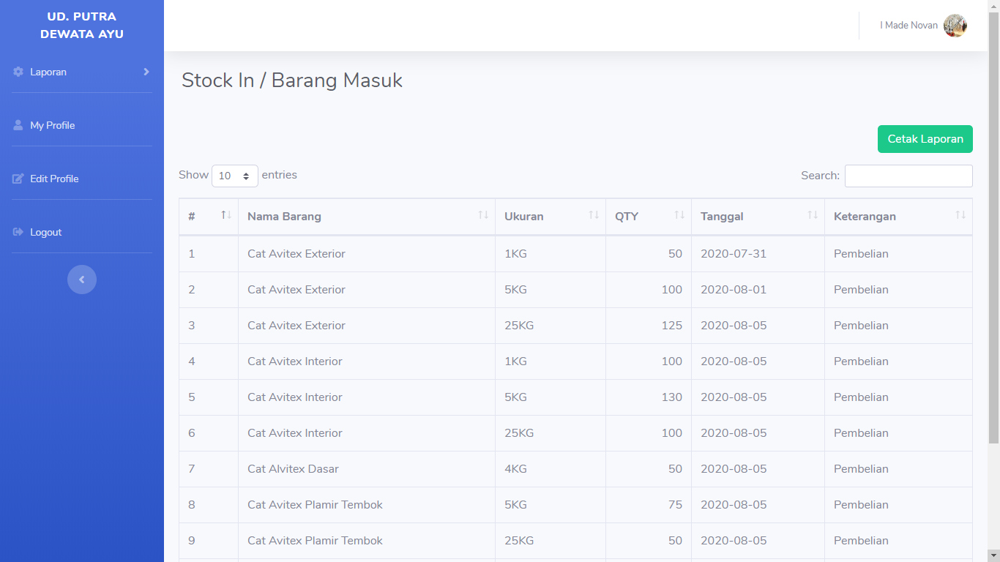 UD. PUTRA
DEWATA AYU
I Made Novan
Laporan
My Profile
Edit Profile
Logout
Stock In / Barang Masuk
Cetak Laporan
Show 10 entries
Search:
# Nama Barang Ukuran QTY Tanggal Keterangan
1 Cat Avitex Exterior 1KG 50 2020-07-31 Pembelian
2 Cat Avitex Exterior 5KG 100 2020-08-01 Pembelian
3 Cat Avitex Exterior 25KG 125 2020-08-05 Pembelian
4 Cat Avitex Interior 1KG 100 2020-08-05 Pembelian
5 Cat Avitex Interior 5KG 130 2020-08-05 Pembelian
6 Cat Avitex Interior 25KG 100 2020-08-05 Pembelian
7 Cat Alvitex Dasar 4KG 50 2020-08-05 Pembelian
8 Cat Avitex Plamir Tembok 5KG 75 2020-08-05 Pembelian
9 Cat Avitex Plamir Tembok 25KG 50 2020-08-05 Pembelian